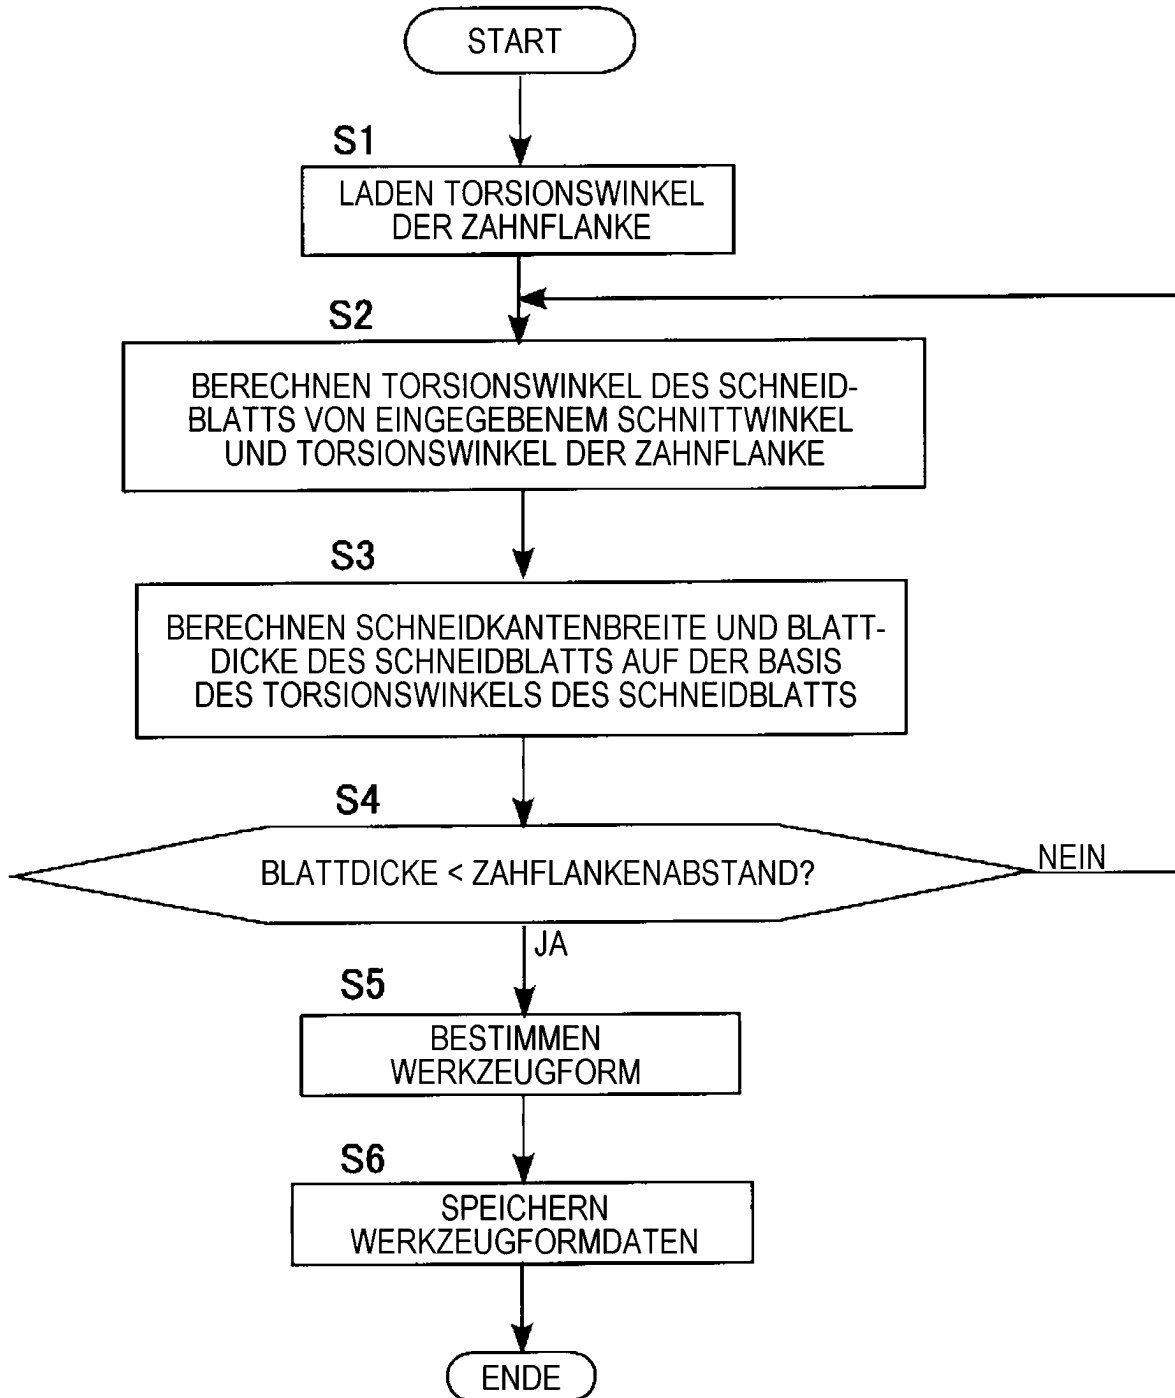 START
S1
LADEN TORSIONSWINKEL
DER ZAHNFLANKE
S2
BERECHNEN TORSIONSWINKEL DES SCHNEID-
BLATTS VON EINGEGEBENEM SCHNITTWINKEL
UND TORSIONSWINKEL DER ZAHNFLANKE
S3
BERECHNEN SCHNEIDKANTENBREITE UND BLATT-
DICKE DES SCHNEIDBLATTS AUF DER BASIS
DES TORSIONSWINKELS DES SCHNEIDBLATTS
S4
BLATTDICKE < ZAHFLANKENABSTAND?
NEIN
JA
S5
BESTIMMEN
WERKZEUGFORM
S6
SPEICHERN
WERKZEUGFORMDATEN
ENDE